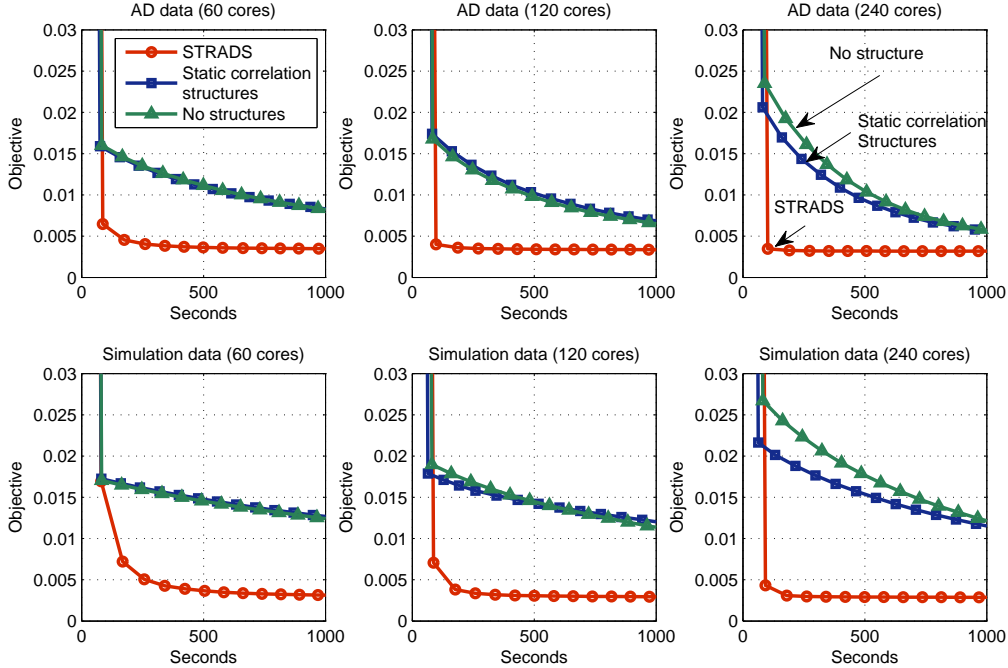 AD data (60 cores)
0.03
0.025
0.02
0.015
0.01
0.005
0
Objective
STRADS
Static correlation
structures
No structures
0
500
1000
Seconds
AD data (120 cores)
0.03
0.025
0.02
0.015
0.01
0.005
0
Objective
0
500
1000
Seconds
AD data (240 cores)
0.03
0.025
0.02
0.015
0.01
0.005
0
Objective
No structure
Static correlation
Structures
STRADS
0
500
1000
Seconds
Simulation data (60 cores)
0.03
0.025
0.02
0.015
0.01
0.005
0
Objective
0
500
1000
Seconds
Simulation data (120 cores)
0.03
0.025
0.02
0.015
0.01
0.005
0
Objective
0
500
1000
Seconds
Simulation data (240 cores)
0.03
0.025
0.02
0.015
0.01
0.005
0
Objective
0
500
1000
Seconds